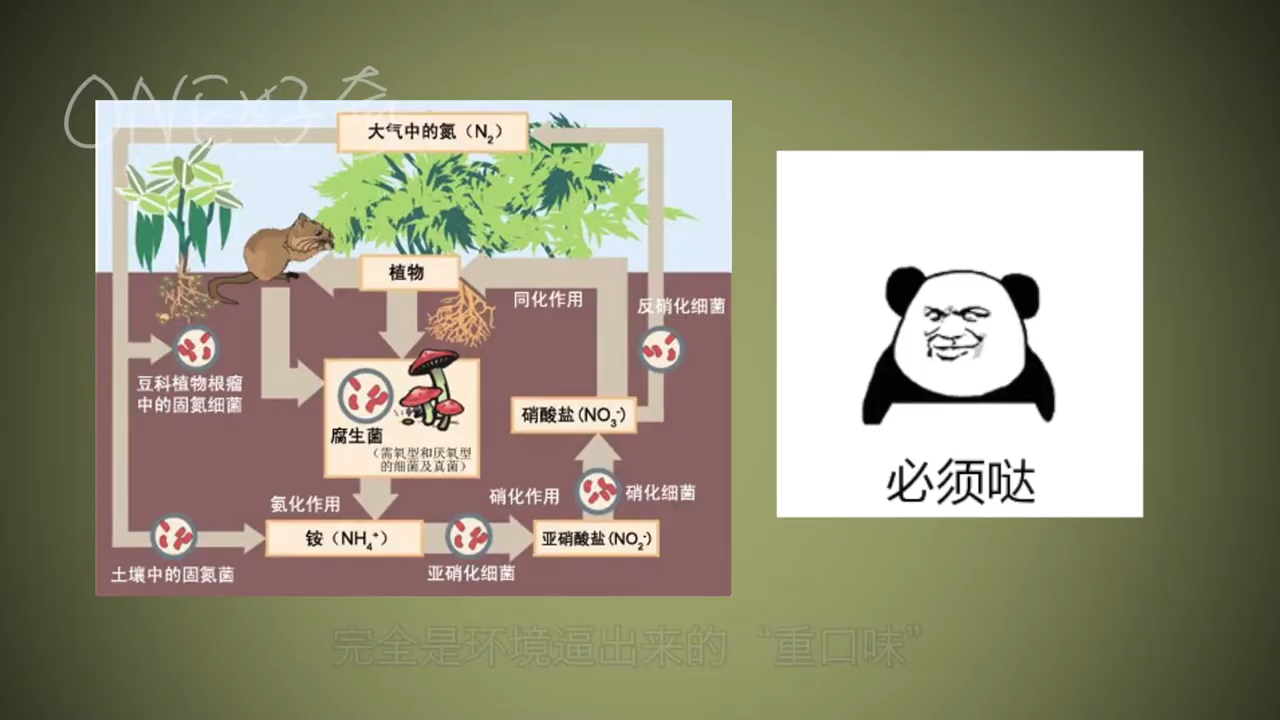 ONE好奇
大气中的氮（N₂）
植物
同化作用
反硝化细菌
豆科植物根瘤
中的固氮细菌
硝酸盐(NO₃⁻)
腐生菌
（需氧型和厌氧型
的细菌及真菌）
氨化作用
硝化作用
硝化细菌
铵（NH₄⁺）
亚硝酸盐(NO₂⁻)
土壤中的固氮菌
亚硝化细菌
必须哒
完全是环境逼出来的“重口味”